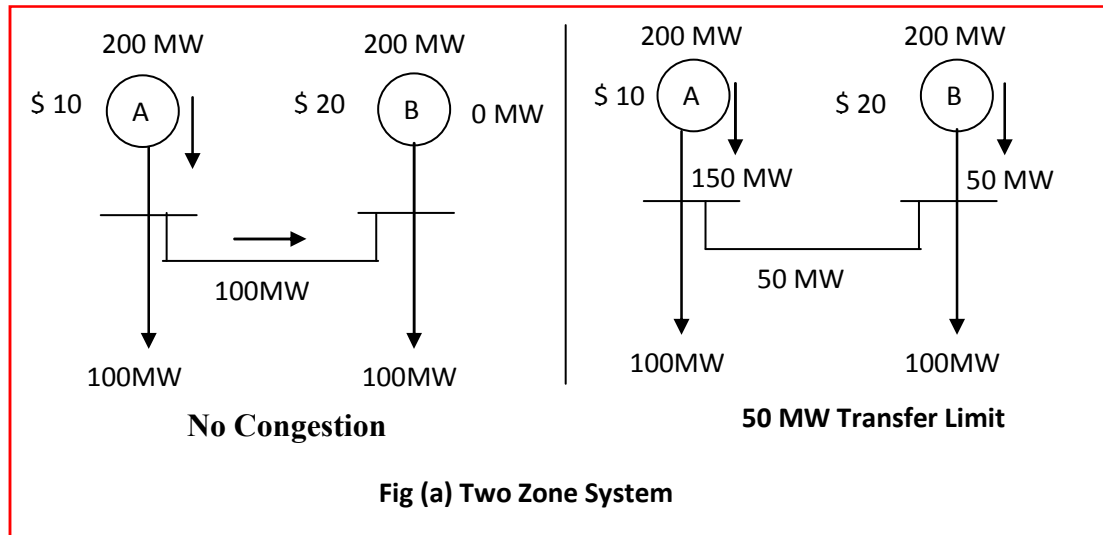 200 MW
200 MW
$ 10
A
$ 20
B
0 MW
100MW
100MW
100MW
No Congestion
200 MW
200 MW
$ 10
A
$ 20
B
150 MW
50 MW
50 MW
100MW
100MW
50 MW Transfer Limit
Fig (a) Two Zone System